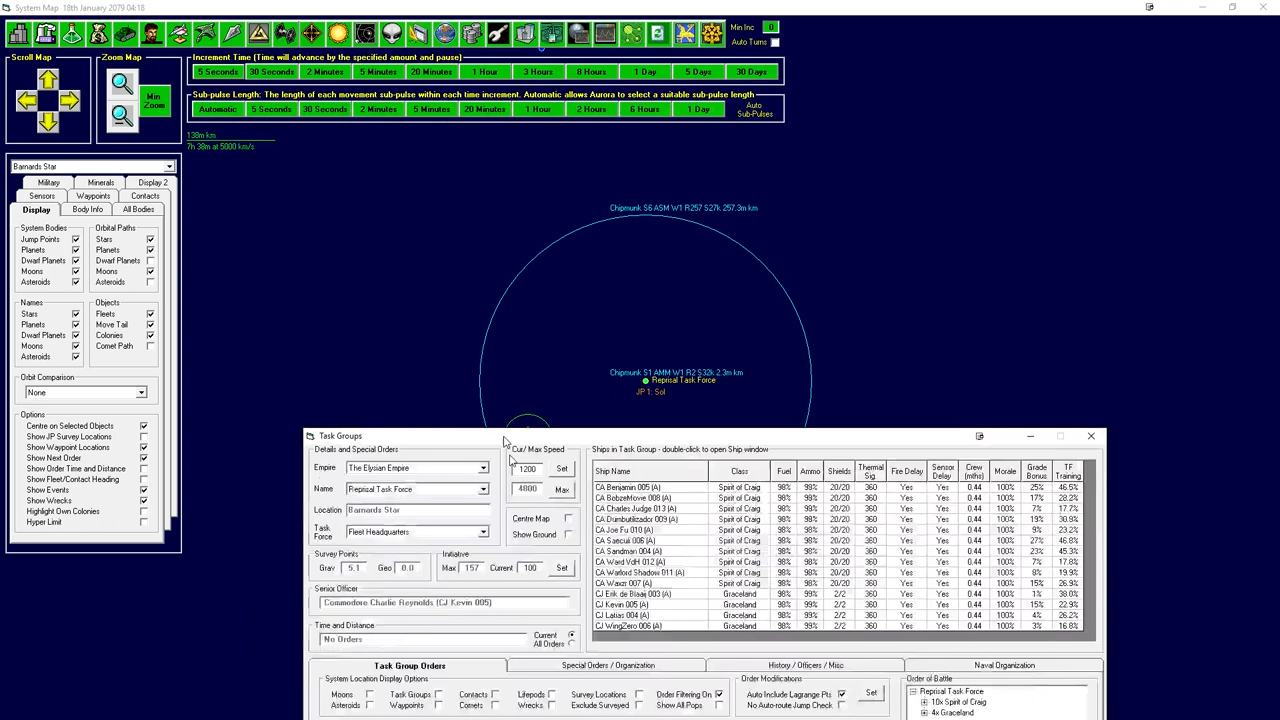 System Map   18th January 2079 04:18
Min Inc 0
Auto Turns
Scroll Map
Zoom Map
Min Zoom
Increment Time (Time will advance by the specified amount and pause)
5 Seconds 30 Seconds 2 Minutes 5 Minutes 20 Minutes 1 Hour 3 Hours 8 Hours 1 Day 5 Days 30 Days
Sub-pulse Length: The length of each movement sub-pulse within each time increment. Automatic allows Aurora to select a suitable sub-pulse length
Automatic 5 Seconds 30 Seconds 2 Minutes 5 Minutes 20 Minutes 1 Hour 2 Hours 6 Hours 1 Day
Auto Sub-Pulses
138m km
7h 38m at 5000 km/s
Barnards Star
Military Minerals Display 2
Sensors Waypoints Contacts
Display Body Info All Bodies
System Bodies
Jump Points
Planets
Dwarf Planets
Moons
Asteroids
Orbital Paths
Stars
Planets
Dwarf Planets
Moons
Asteroids
Names
Stars
Planets
Dwarf Planets
Moons
Asteroids
Objects
Fleets
Move Tail
Colonies
Comet Path
Orbit Comparison
None
Options
Centre on Selected Objects
Show JP Survey Locations
Show Waypoint Locations
Show Next Order
Show Order Time and Distance
Show Fleet/Contact Heading
Show Events
Show Wrecks
Highlight Own Colonies
Hyper Limit
Chipmunk S6 ASM W1 R257 S27k 257.3m km
Chipmunk S1 AMM W1 R2 S32k 2.3m km
Reprisal Task Force
JP 1: Sol
Task Groups
Details and Special Orders
Empire The Elysian Empire
Name Reprisal Task Force
Location Barnards Star
Task Force Fleet Headquarters
Cur/Max Speed
1200 Set
4800 Max
Centre Map
Show Ground
Survey Points
Grav 5.1 Geo 0.0
Initiative
Max 157 Current 100 Set
Senior Officer
Commodore Charlie Reynolds (CJ Kevin 005)
Time and Distance
No Orders
Current
All Orders
Ships in Task Group - double-click to open Ship window
Ship Name Class Fuel Ammo Shields Thermal Sig. Fire Delay Sensor Delay Crew (mths) Morale Grade Bonus TF Training
CA Benjamin 005 (A) Spirit of Craig 98% 99% 20/20 360 Yes Yes 0.44 100% 25% 46.5%
CA BobzeMove 008 (A) Spirit of Craig 98% 99% 20/20 360 Yes Yes 0.44 100% 17% 28.2%
CA Charles Judge 013 (A) Spirit of Craig 98% 99% 20/20 360 Yes Yes 0.44 100% 7% 17.7%
CA Dumbutilizador 009 (A) Spirit of Craig 98% 99% 20/20 360 Yes Yes 0.44 100% 19% 30.9%
CA Joe Fu 010 (A) Spirit of Craig 98% 99% 20/20 360 Yes Yes 0.44 100% 7% 23.2%
CA Saecuii 006 (A) Spirit of Craig 98% 99% 20/20 360 Yes Yes 0.44 100% 27% 46.8%
CA Sandman 004 (A) Spirit of Craig 98% 99% 20/20 360 Yes Yes 0.44 100% 23% 45.3%
CA Ward VdH 012 (A) Spirit of Craig 98% 99% 20/20 360 Yes Yes 0.44 100% 7% 17.8%
CA Warlord Shadow 011 (A) Spirit of Craig 98% 99% 20/20 360 Yes Yes 0.44 100% 8% 19.9%
CA Waxzr 007 (A) Spirit of Craig 98% 99% 20/20 360 Yes Yes 0.44 100% 15% 26.9%
CJ Erik de Blaaij 003 (A) Graceland 98% 99% 2/2 360 Yes Yes 0.44 100% 1% 38.0%
CJ Kevin 005 (A) Graceland 98% 99% 2/2 360 Yes Yes 0.44 100% 15% 22.9%
CJ Latias 004 (A) Graceland 98% 99% 2/2 360 Yes Yes 0.44 100% 4% 26.2%
CJ WingZero 006 (A) Graceland 98% 99% 2/2 360 Yes Yes 0.44 100% 3% 16.8%
Task Group Orders Special Orders / Organization History / Officers / Misc Naval Organization
System Location Display Options
Moons Task Groups Contacts Lifepods Survey Locations Order Filtering On
Asteroids Waypoints Comets Wrecks Exclude Surveyed Show All Pops
Order Modifications
Auto Include Lagrange Pts Set
No Auto-route Jump Check
Order of Battle
Reprisal Task Force
10x Spirit of Craig
4x Graceland